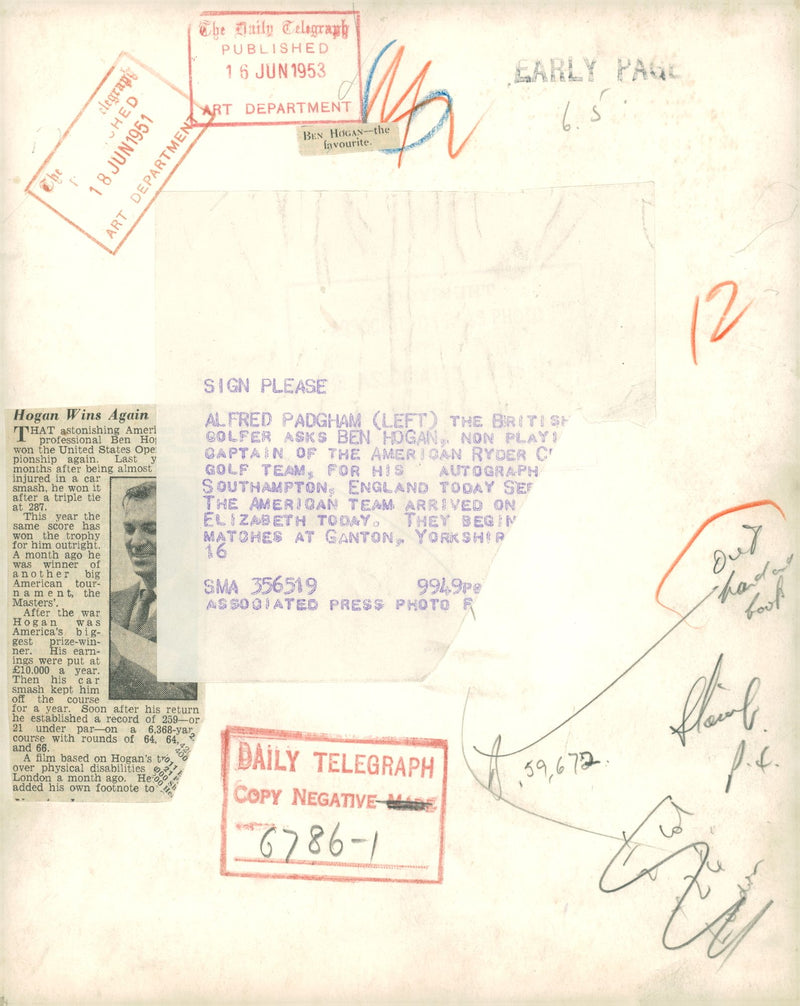 The Daily Telegraph
PUBLISHED
16 JUN 1953
ART DEPARTMENT
The
legraph
HED
18 JUN 1951
ART DEPARTMENT
BEN HOGAN—the
favourite.
EARLY PAGE
6.5
12
SIGN PLEASE
ALFRED PADGHAM (LEFT) THE BRITISH
GOLFER ASKS BEN HOGAN, NON PLAYI
CAPTAIN OF THE AMERICAN RYDER C
GOLF TEAM, FOR HIS AUTOGRAPH
SOUTHAMPTON, ENGLAND TODAY SEP
THE AMERICAN TEAM ARRIVED ON
ELIZABETH TODAY. THEY BEGIN
MATCHES AT GANTON, YORKSHIR
16
SMA 356519 9949PE
ASSOCIATED PRESS PHOTO F
Hogan Wins Again
THAT astonishing Ameri
professional Ben Ho
won the United States Ope
pionship again. Last y
months after being almost
injured in a car
smash, he won it
after a triple tie
at 287.
This year the
same score has
won the trophy
for him outright.
A month ago he
was winner of
another big
American tour-
nament, the
Masters'.
After the war
Hogan was
America's big-
gest prize-win-
ner. His earn-
ings were put at
£10,000 a year.
Then his car
smash kept him
off the course
for a year. Soon after his return
he established a record of 259—or
21 under par—on a 6,368-yar
course with rounds of 64, 64,
and 66.
A film based on Hogan's tr
over physical disabilities
London a month ago. He
added his own footnote to
DAILY TELEGRAPH
COPY NEGATIVE MADE
6786-1
59,672.
book